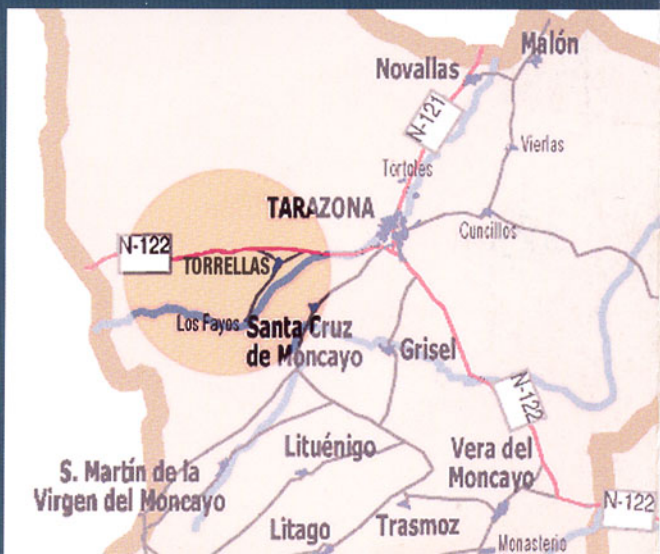 Malón
Novallas
N-121
Vierlas
Tórtoles
TARAZONA
Cuncillos
N-122
TORRELLAS
Los Fayos
Santa Cruz
de Moncayo
Grisel
N-122
Lituénigo
Vera del
Moncayo
S. Martín de la
Virgen del Moncayo
N-122
Litago
Trasmoz
Monasterio